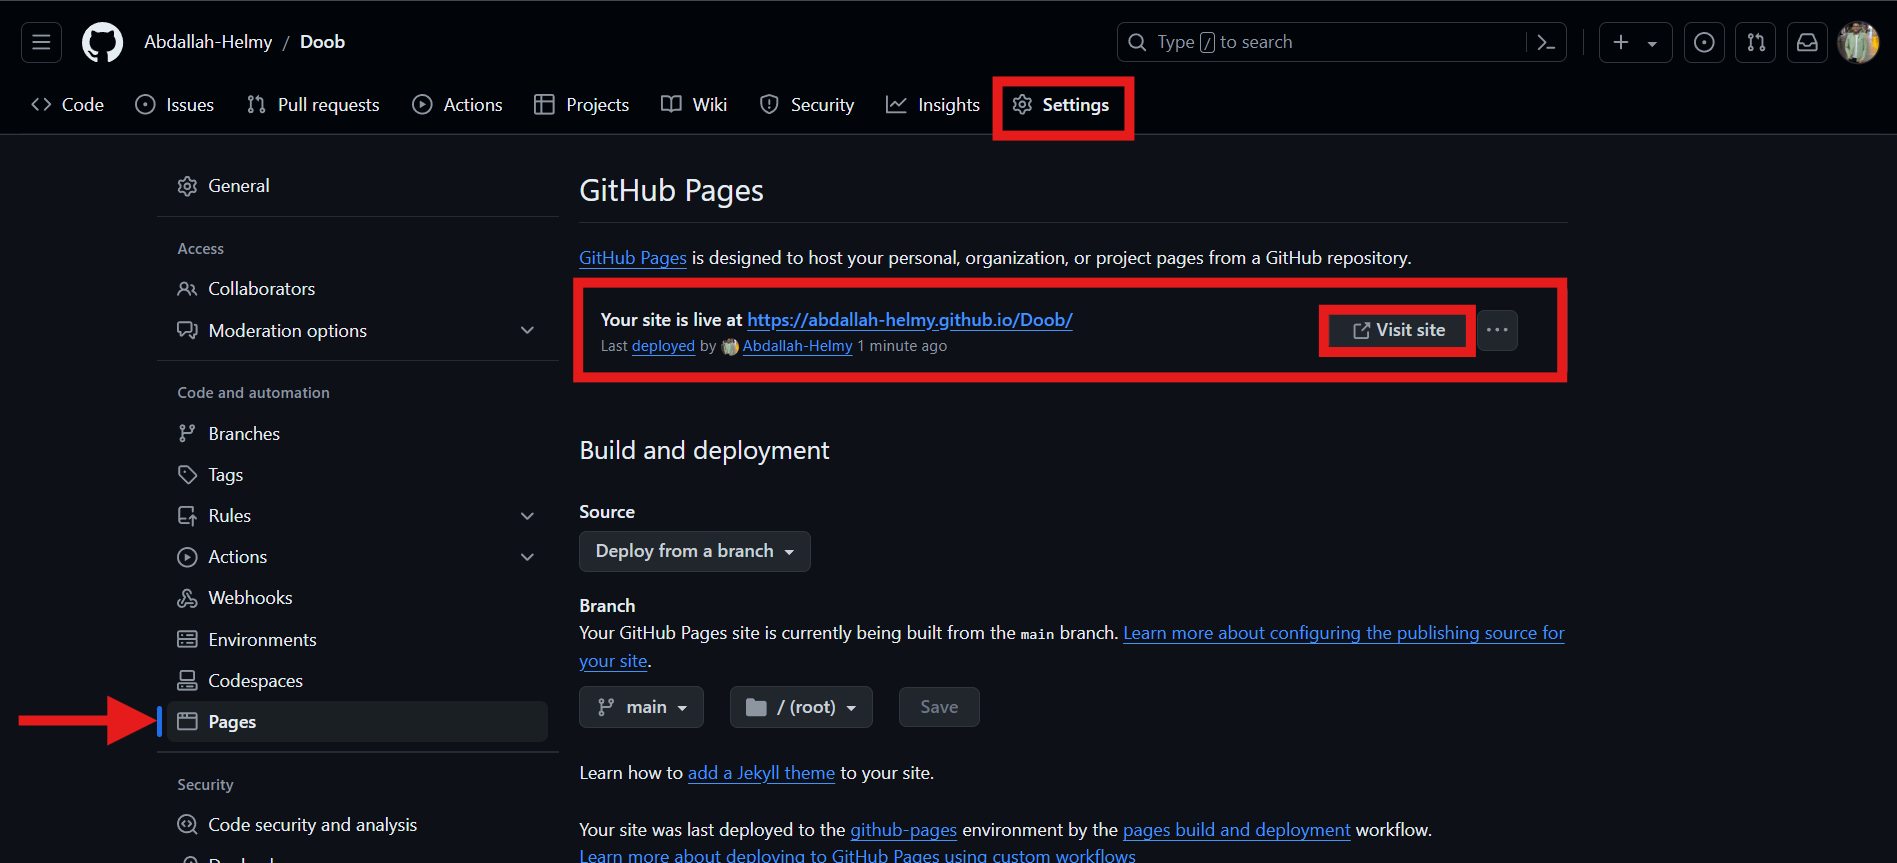 Abdallah-Helmy / Doob
Type / to search
Code Issues Pull requests Actions Projects Wiki Security Insights Settings
General
Access
Collaborators
Moderation options
Code and automation
Branches
Tags
Rules
Actions
Webhooks
Environments
Codespaces
Pages
Security
Code security and analysis
GitHub Pages
GitHub Pages is designed to host your personal, organization, or project pages from a GitHub repository.
Your site is live at https://abdallah-helmy.github.io/Doob/
Last deployed by Abdallah-Helmy 1 minute ago
Visit site
Build and deployment
Source
Deploy from a branch
Branch
Your GitHub Pages site is currently being built from the main branch. Learn more about configuring the publishing source for
your site.
main / (root) Save
Learn how to add a Jekyll theme to your site.
Your site was last deployed to the github-pages environment by the pages build and deployment workflow.
Learn more about deploying to GitHub Pages using custom workflows